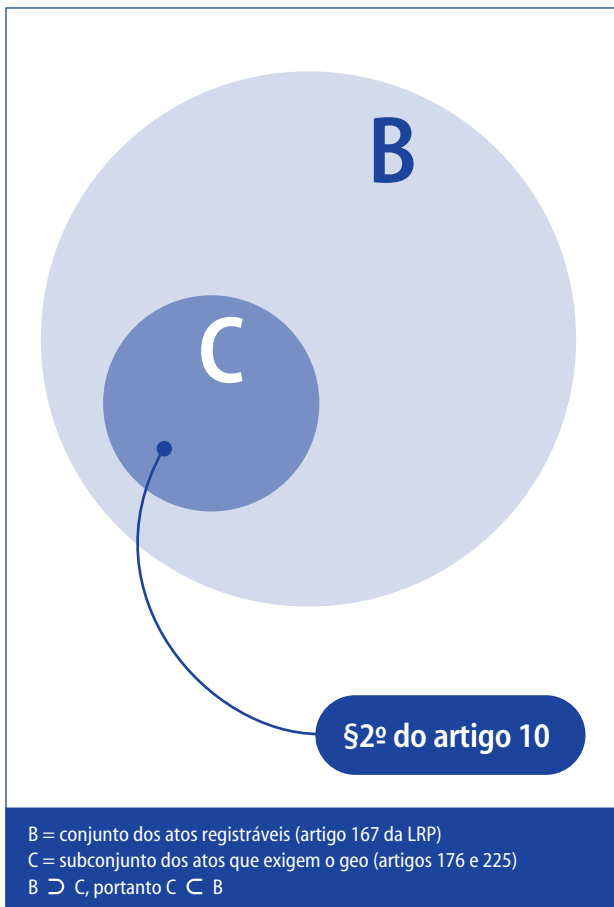 B
C
§2º do artigo 10
B = conjunto dos atos registráveis (artigo 167 da LRP)
C = subconjunto dos atos que exigem o geo (artigos 176 e 225)
B ⊃ C, portanto C ⊂ B